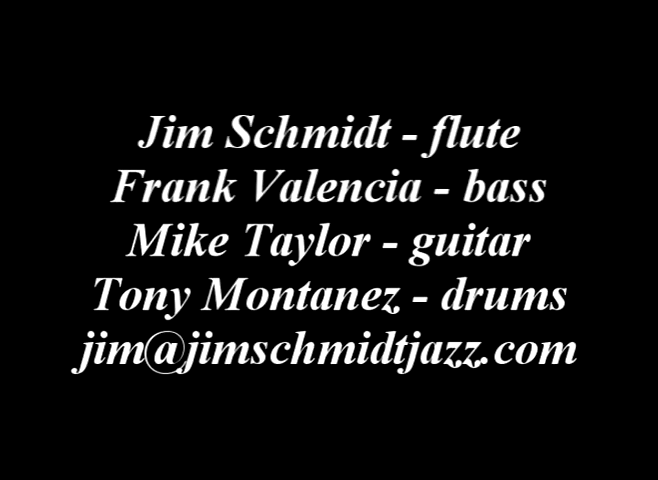 Jim Schmidt - flute
Frank Valencia - bass
Mike Taylor - guitar
Tony Montanez - drums
jim@jimschmidtjazz.com